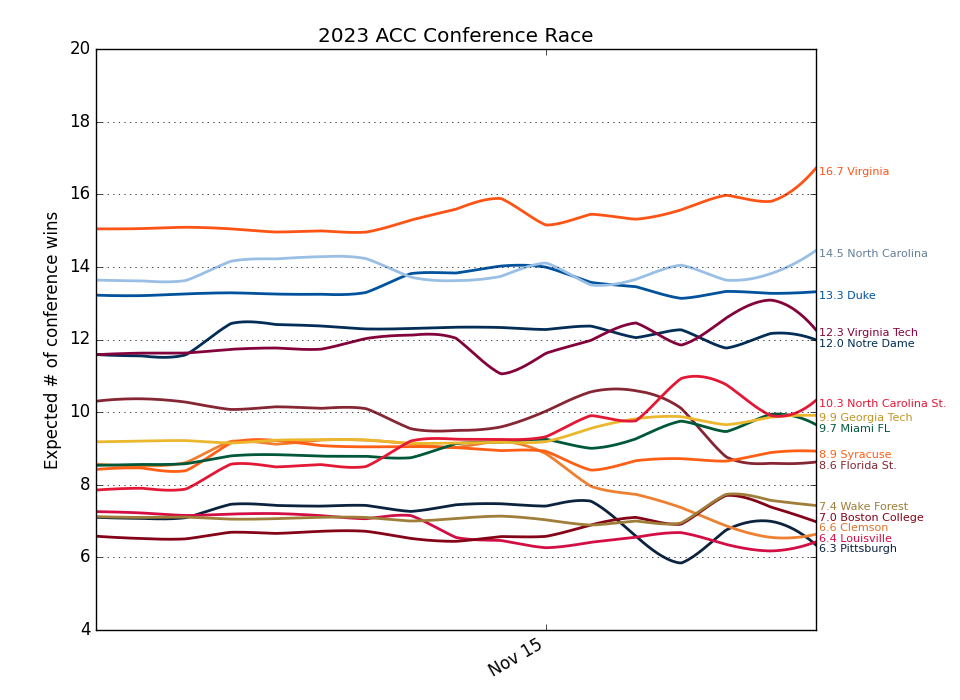 2023 ACC Conference Race
Expected # of conference wins
20
18
16
14
12
10
8
6
4
Nov 15
16.7 Virginia
14.5 North Carolina
13.3 Duke
12.3 Virginia Tech
12.0 Notre Dame
10.3 North Carolina St.
9.9 Georgia Tech
9.7 Miami FL
8.9 Syracuse
8.6 Florida St.
7.4 Wake Forest
7.0 Boston College
6.6 Clemson
6.4 Louisville
6.3 Pittsburgh